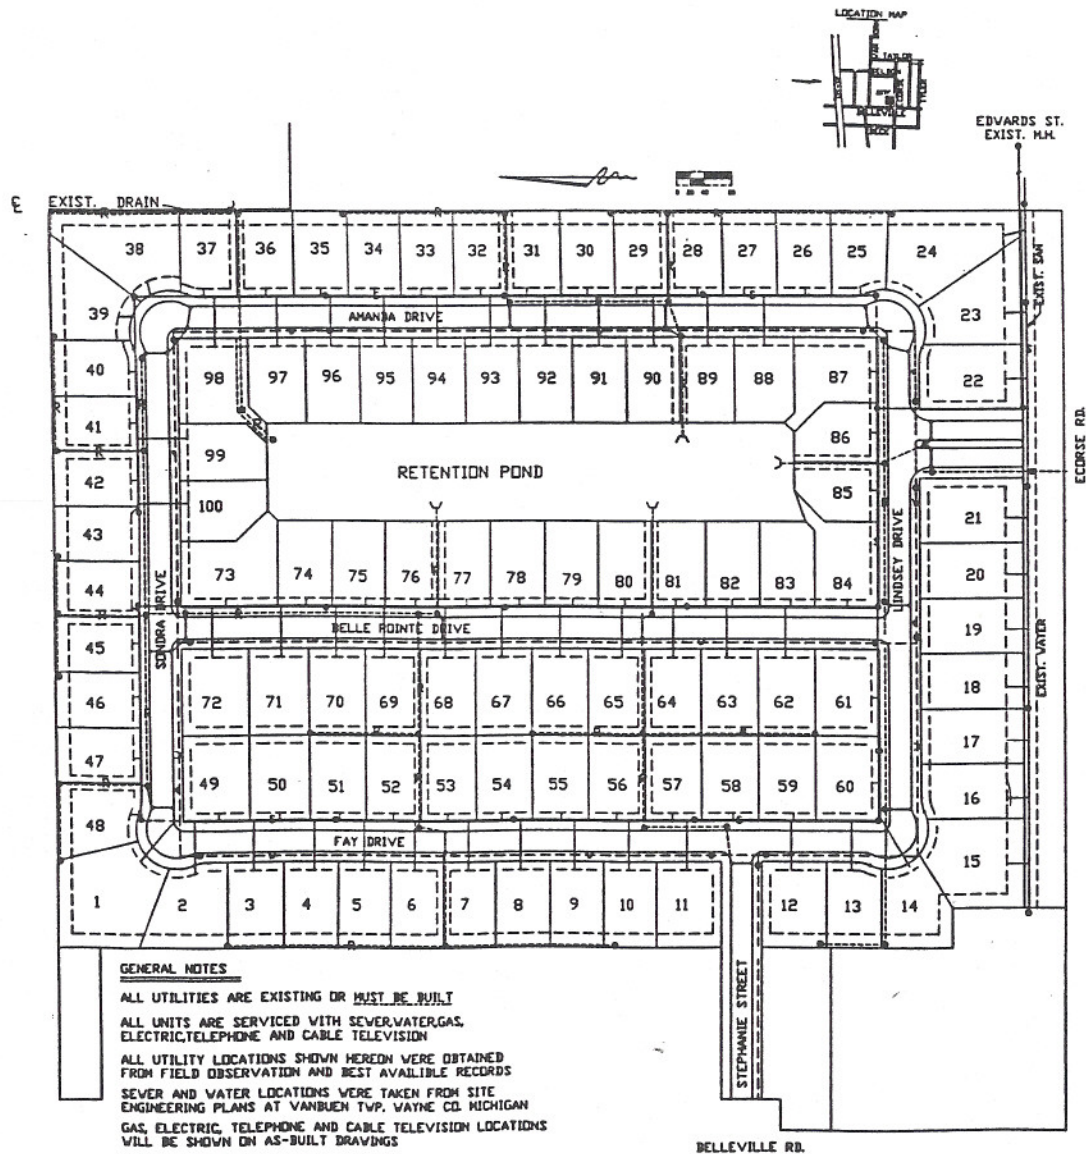 LOCATION MAP
TAYLOR
BELLEVILLE
EDWARDS ST.
EXIST. M.H.
EXIST. DRAIN
38 37 36 35 34 33 32 31 30 29 28 27 26 25 24
EXIST. SAN
39
AMANDA DRIVE
23
40
98 97 96 95 94 93 92 91 90 89 88 87
22
41
99
86
ECORSE RD.
RETENTION POND
42
100
85
21
43
44
73 74 75 76 77 78 79 80 81 82 83 84
LINDSEY DRIVE
20
SONDRA DRIVE
BELLE POINTE DRIVE
19
45
EXIST. WATER
46
72 71 70 69 68 67 66 65 64 63 62 61
18
17
47
49 50 51 52 53 54 55 56 57 58 59 60
16
48
FAY DRIVE
15
1 2 3 4 5 6 7 8 9 10 11 12 13 14
STEPHANIE STREET
GENERAL NOTES
ALL UTILITIES ARE EXISTING OR MUST BE BUILT
ALL UNITS ARE SERVICED WITH SEWER,WATER,GAS,
ELECTRIC,TELEPHONE AND CABLE TELEVISION
ALL UTILITY LOCATIONS SHOWN HEREON WERE OBTAINED
FROM FIELD OBSERVATION AND BEST AVAILIBLE RECORDS
SEWER AND WATER LOCATIONS WERE TAKEN FROM SITE
ENGINEERING PLANS AT VANBUEN TWP. WAYNE CO. MICHIGAN
GAS, ELECTRIC, TELEPHONE AND CABLE TELEVISION LOCATIONS
WILL BE SHOWN ON AS-BUILT DRAWINGS
BELLEVILLE RD.